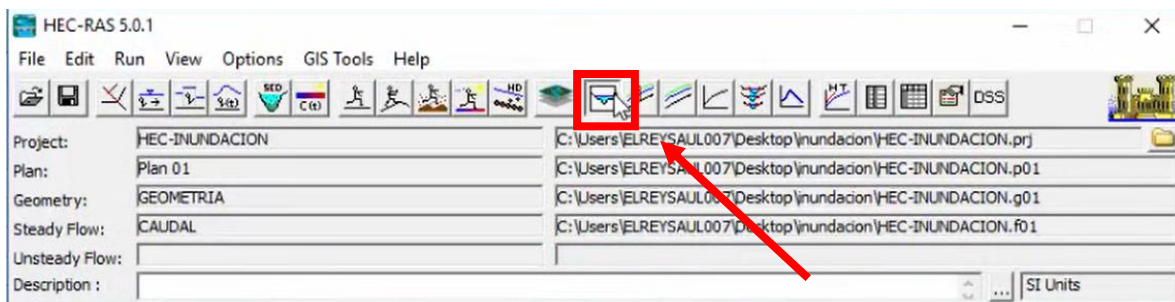 HEC-RAS 5.0.1
File Edit Run View Options GIS Tools Help
SED C(t) HD HT DSS
Project: HEC-INUNDACION C:\Users\ELREYSAUL007\Desktop\inundacion\HEC-INUNDACION.prj
Plan: Plan 01 C:\Users\ELREYSAUL007\Desktop\inundacion\HEC-INUNDACION.p01
Geometry: GEOMETRIA C:\Users\ELREYSAUL007\Desktop\inundacion\HEC-INUNDACION.g01
Steady Flow: CAUDAL C:\Users\ELREYSAUL007\Desktop\inundacion\HEC-INUNDACION.f01
Unsteady Flow:
Description : ... SI Units